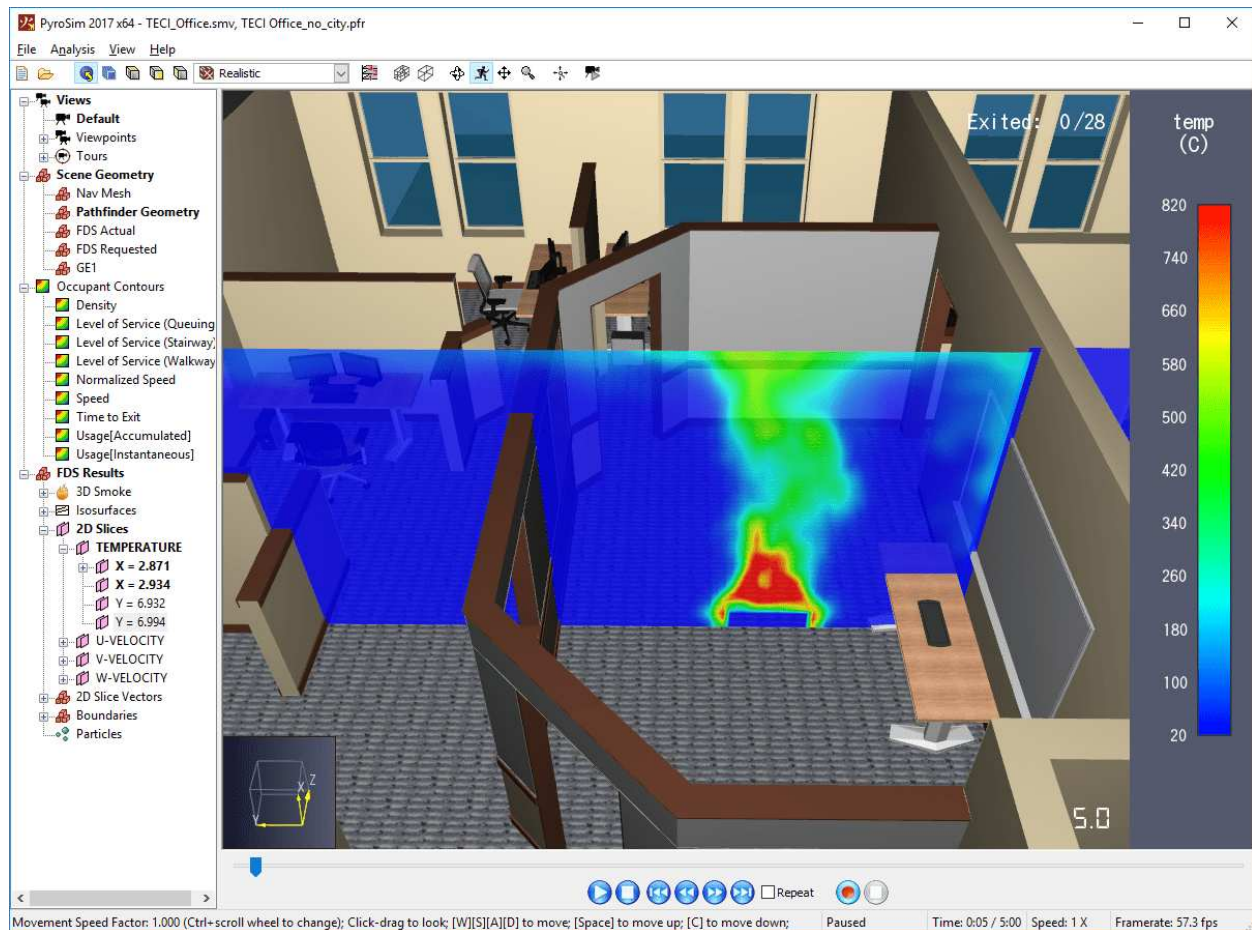 PyroSim 2017 x64 - TECI_Office.smv, TECI Office_no_city.pfr
File Analysis View Help
Realistic
Views
Default
Viewpoints
Tours
Scene Geometry
Nav Mesh
Pathfinder Geometry
FDS Actual
FDS Requested
GE1
Occupant Contours
Density
Level of Service (Queuing
Level of Service (Stairway)
Level of Service (Walkway
Normalized Speed
Speed
Time to Exit
Usage[Accumulated]
Usage[Instantaneous]
FDS Results
3D Smoke
Isosurfaces
2D Slices
TEMPERATURE
X = 2.871
X = 2.934
Y = 6.932
Y = 6.994
U-VELOCITY
V-VELOCITY
W-VELOCITY
2D Slice Vectors
Boundaries
Particles
Exited: 0/28
temp
(C)
820
740
660
580
500
420
340
260
180
100
20
X Z
Y
5.0
Repeat
Movement Speed Factor: 1.000 (Ctrl+scroll wheel to change); Click-drag to look; [W][S][A][D] to move; [Space] to move up; [C] to move down; Paused Time: 0:05 / 5:00 Speed: 1 X Framerate: 57.3 fps